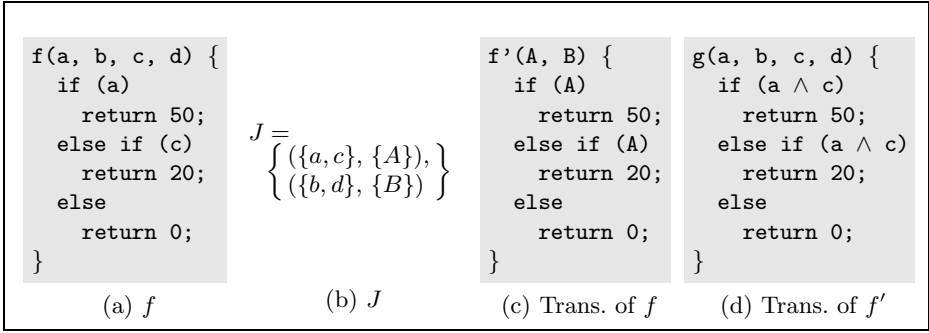 f(a, b, c, d) {
if (a)
return 50;
else if (c)
return 20;
else
return 0;
}
(a) f
J =
{ ({a, c}, {A}),
({b, d}, {B}) }
(b) J
f'(A, B) {
if (A)
return 50;
else if (A)
return 20;
else
return 0;
}
(c) Trans. of f
g(a, b, c, d) {
if (a ∧ c)
return 50;
else if (a ∧ c)
return 20;
else
return 0;
}
(d) Trans. of f′